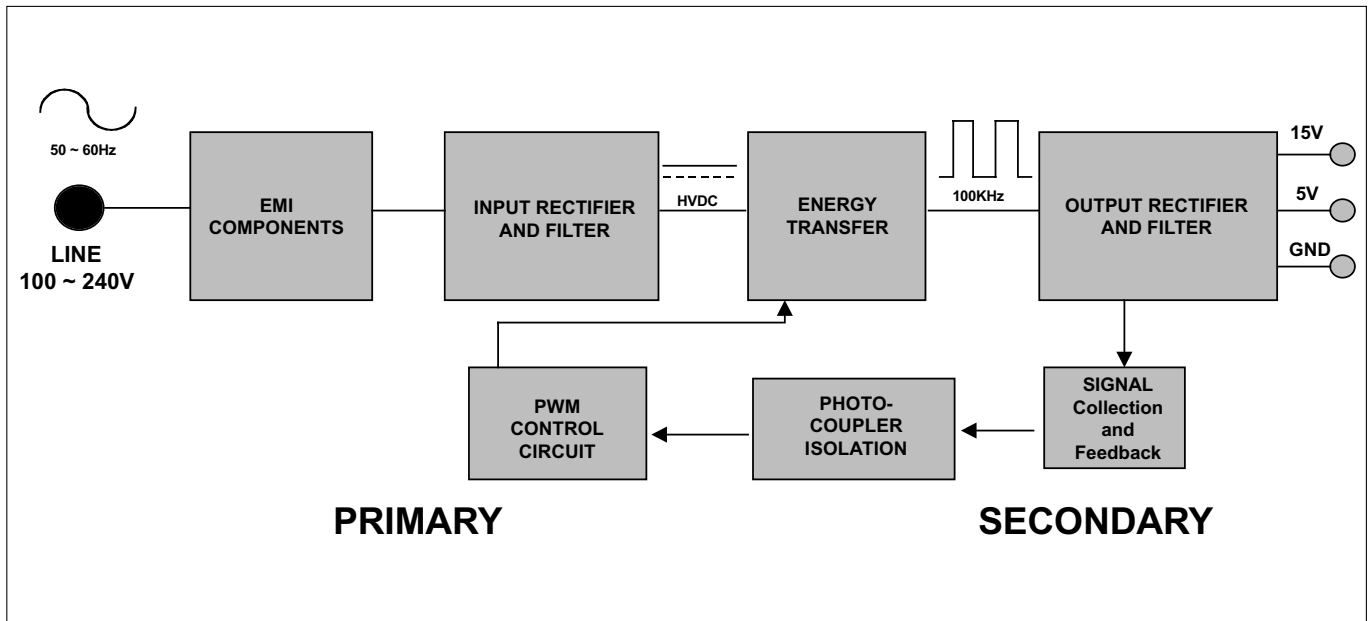 50 ~ 60Hz
LINE
100 ~ 240V
EMI
COMPONENTS
INPUT RECTIFIER
AND FILTER
HVDC
ENERGY
TRANSFER
100KHz
OUTPUT RECTIFIER
AND FILTER
15V
5V
GND
PWM
CONTROL
CIRCUIT
PHOTO-
COUPLER
ISOLATION
SIGNAL
Collection
and
Feedback
PRIMARY
SECONDARY